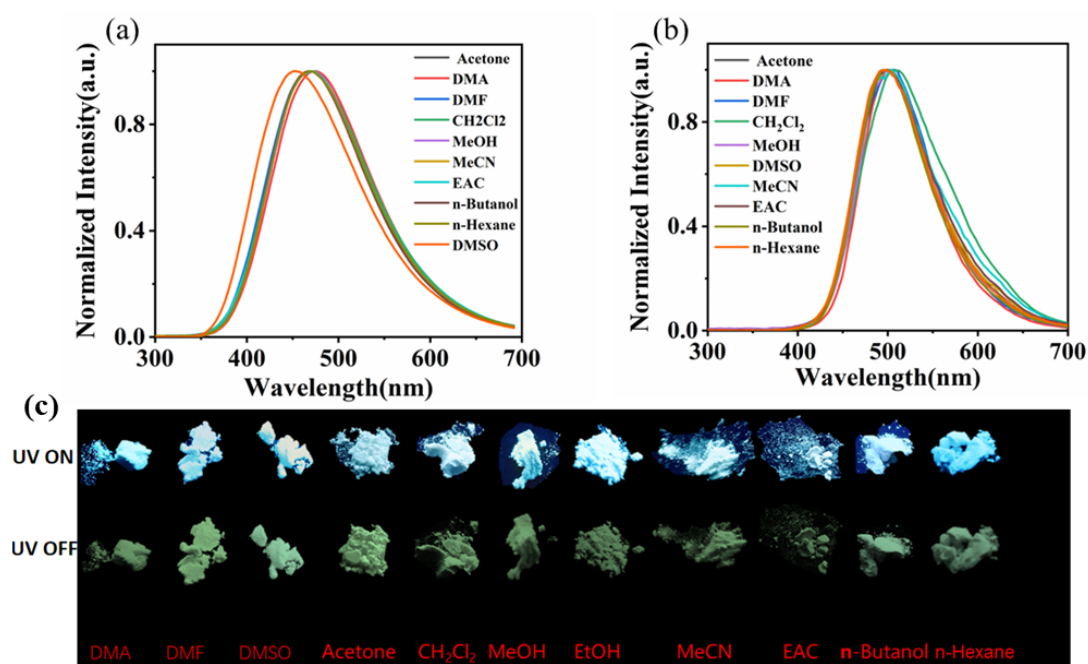 (a)
Normalized Intensity(a.u.)
0.8
0.4
0.0
300 400 500 600 700
Wavelength(nm)
Acetone
DMA
DMF
CH2Cl2
MeOH
MeCN
EAC
n-Butanol
n-Hexane
DMSO
(b)
Normalized Intensity(a.u.)
0.8
0.4
0.0
300 400 500 600 700
Wavelength(nm)
Acetone
DMA
DMF
CH₂Cl₂
MeOH
DMSO
MeCN
EAC
n-Butanol
n-Hexane
(c)
UV ON
UV OFF
DMA DMF DMSO Acetone CH₂Cl₂ MeOH EtOH MeCN EAC n-Butanol n-Hexane